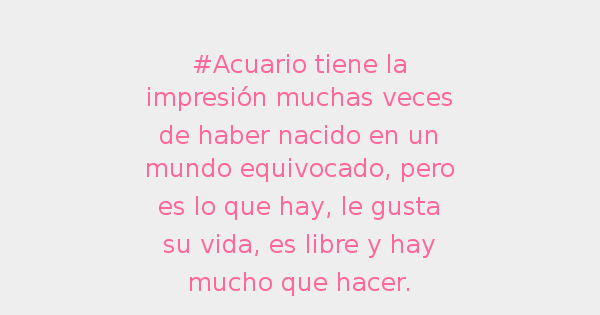 #Acuario tiene la
impresión muchas veces
de haber nacido en un
mundo equivocado, pero
es lo que hay, le gusta
su vida, es libre y hay
mucho que hacer.